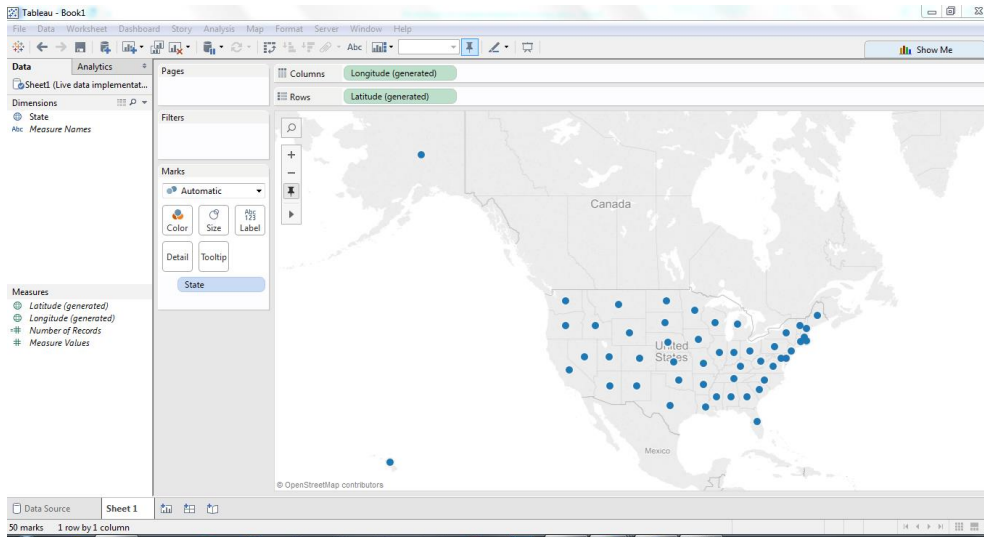 Tableau - Book1
File Data Worksheet Dashboard Story Analysis Map Format Server Window Help
Abc
Show Me
Data Analytics
Sheet1 (Live data implementat...
Dimensions
State
Abc Measure Names
Measures
Latitude (generated)
Longitude (generated)
=# Number of Records
# Measure Values
Pages
Filters
Marks
Automatic
Color
Size
Abc
123
Label
Detail
Tooltip
State
Columns Longitude (generated)
Rows Latitude (generated)
Canada
United
States
Mexico
© OpenStreetMap contributors
Data Source Sheet 1
50 marks 1 row by 1 column